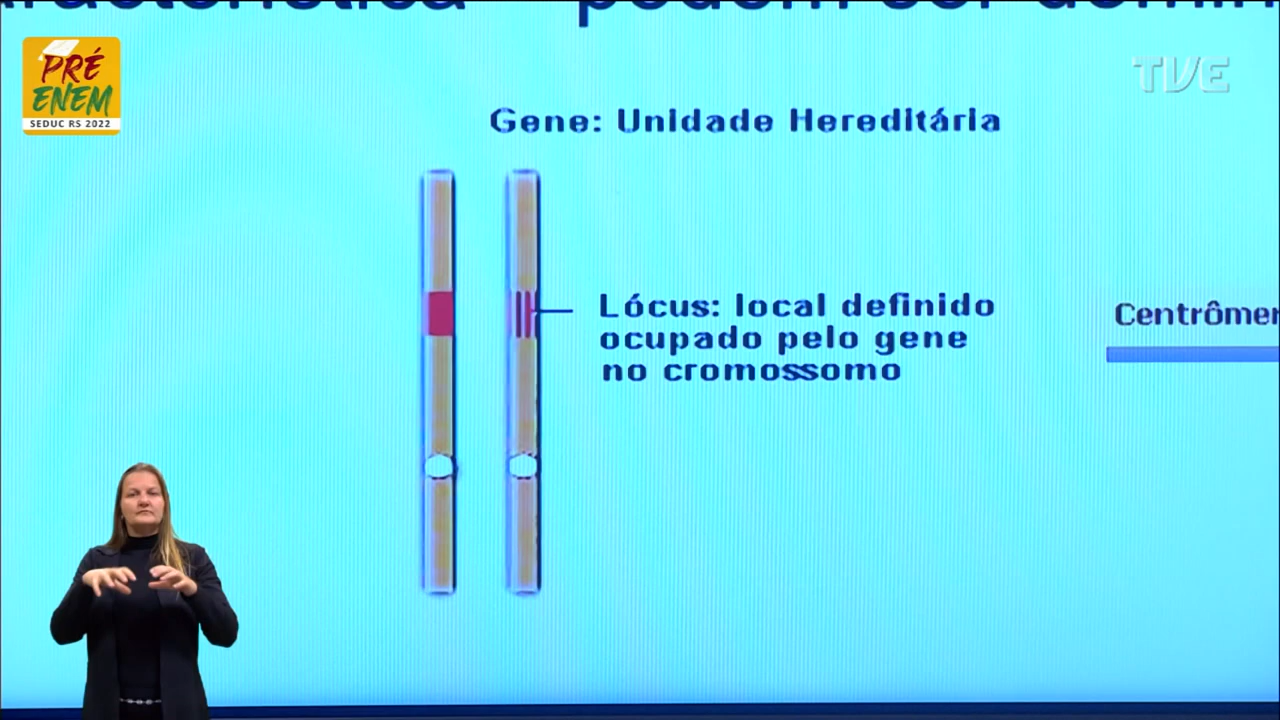 PRÉ
ENEM
SEDUC RS 2022
TVE
Gene: Unidade Hereditária
Lócus: local definido
ocupado pelo gene
no cromossomo